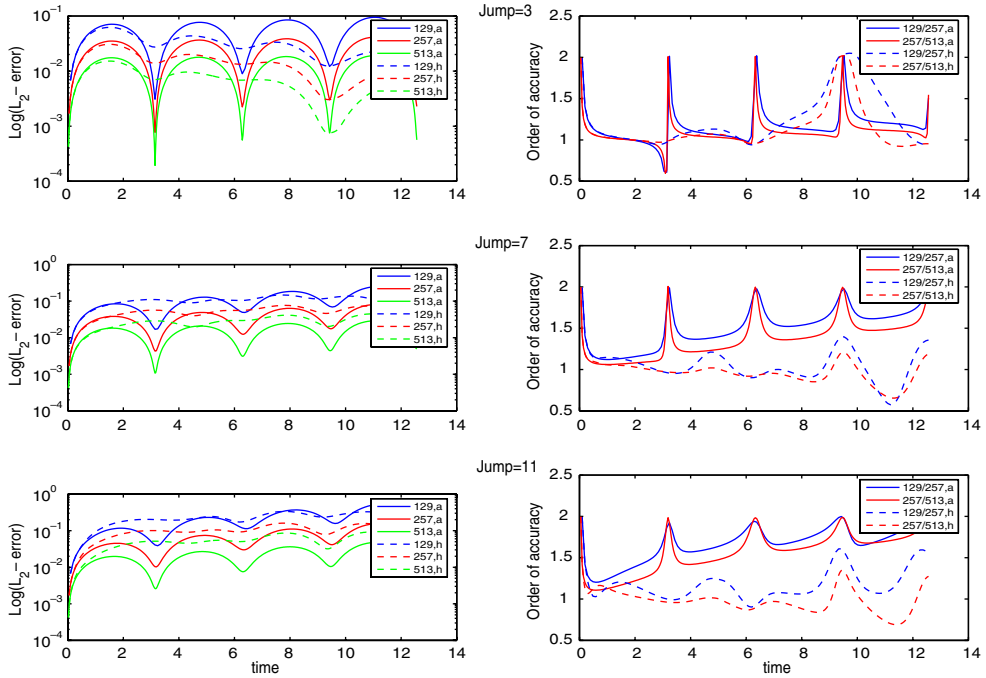 Jump=3
Log(L2− error)
10−1
10−2
10−3
10−4
0 2 4 6 8 10 12 14
129,a
257,a
513,a
129,h
257,h
513,h
Order of accuracy
2.5
2
1.5
1
0.5
0 2 4 6 8 10 12 14
129/257,a
257/513,a
129/257,h
257/513,h
Jump=7
Log(L2− error)
100
10−1
10−2
10−3
10−4
0 2 4 6 8 10 12 14
129,a
257,a
513,a
129,h
257,h
513,h
Order of accuracy
2.5
2
1.5
1
0.5
0 2 4 6 8 10 12 14
129/257,a
257/513,a
129/257,h
257/513,h
Jump=11
Log(L2− error)
100
10−1
10−2
10−3
10−4
0 2 4 6 8 10 12 14
time
129,a
257,a
513,a
129,h
257,h
513,h
Order of accuracy
2.5
2
1.5
1
0.5
0 2 4 6 8 10 12 14
time
129/257,a
257/513,a
129/257,h
257/513,h